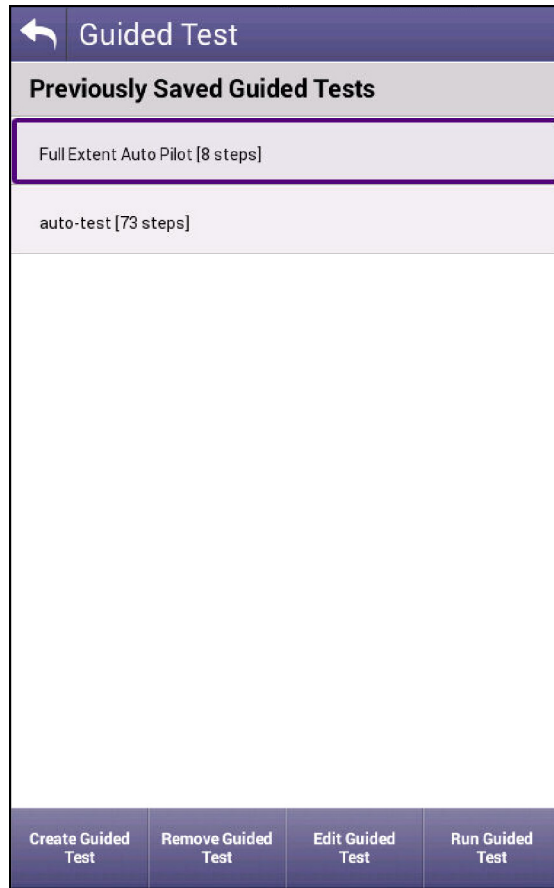 Guided Test
Previously Saved Guided Tests
Full Extent Auto Pilot [8 steps]
auto-test [73 steps]
Create Guided
Test
Remove Guided
Test
Edit Guided
Test
Run Guided
Test